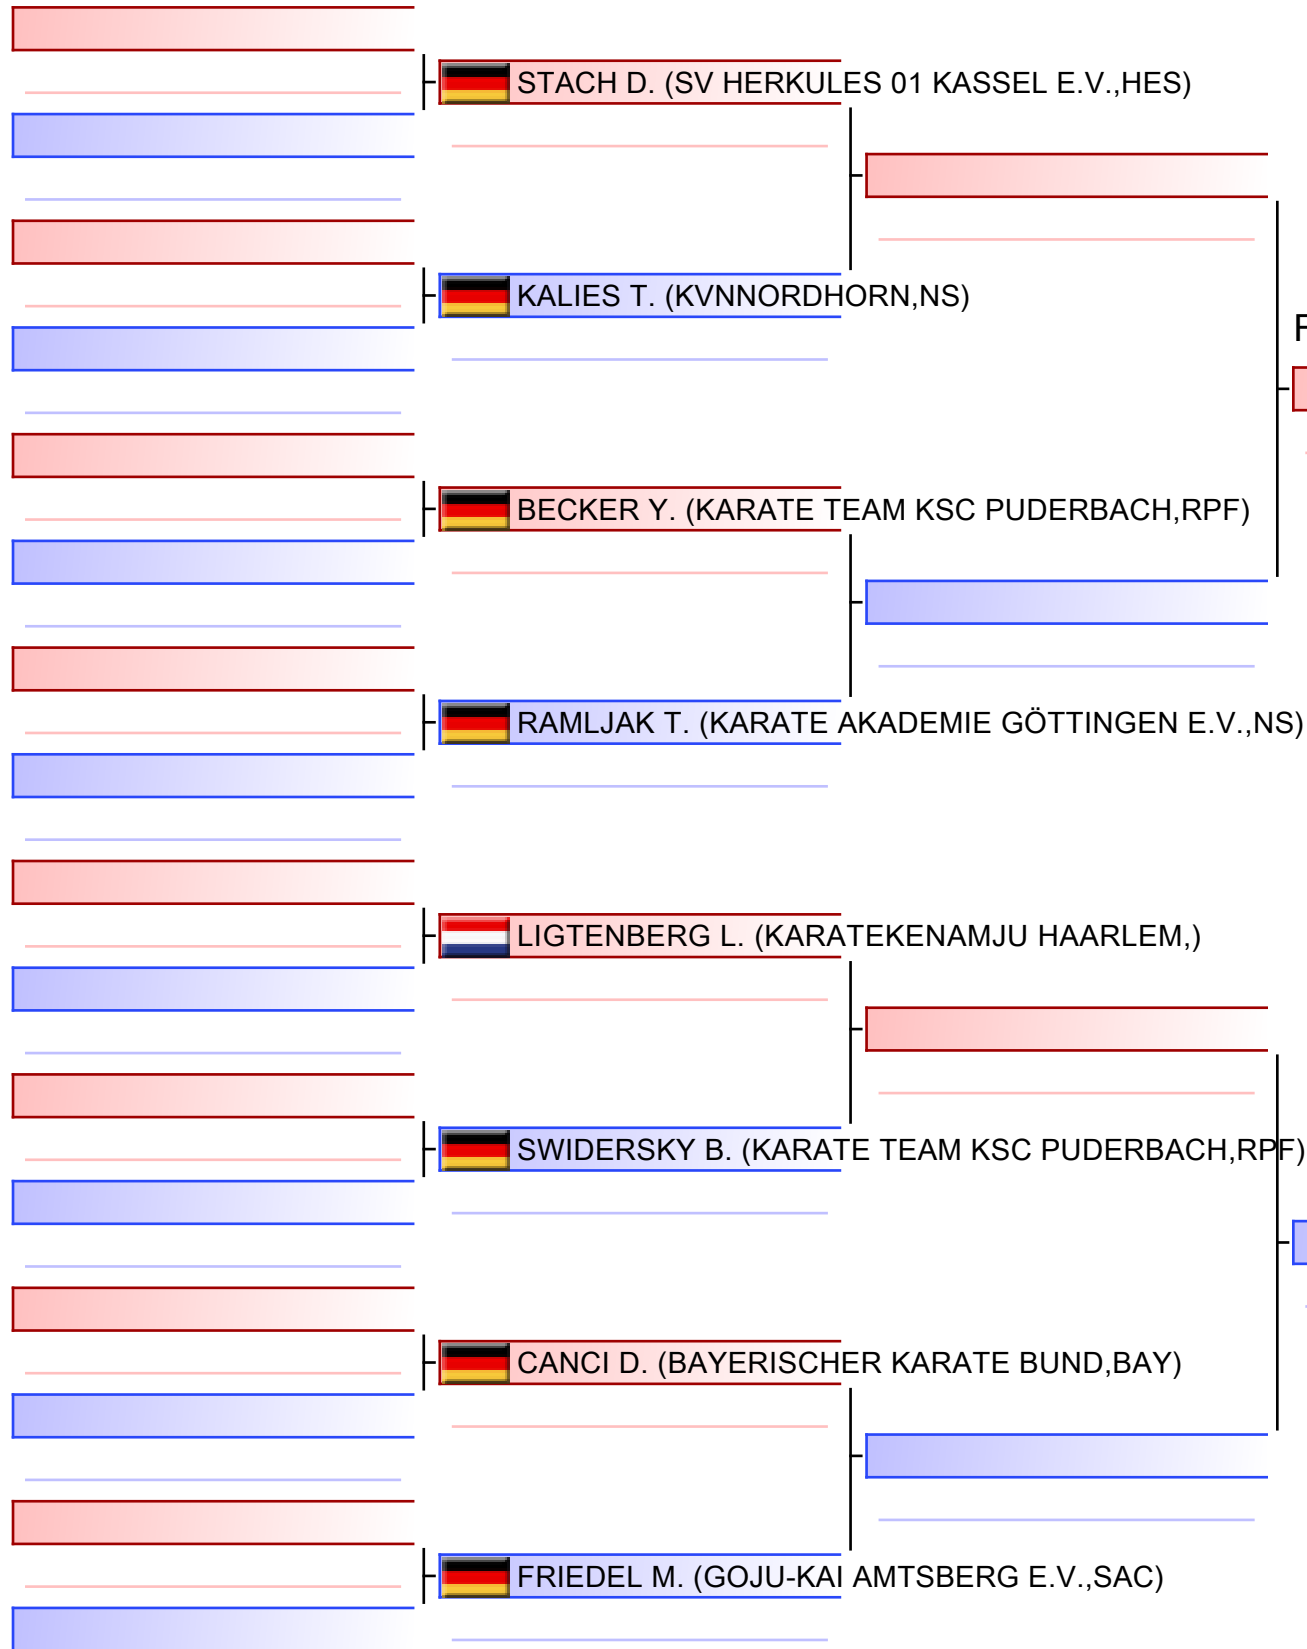 STACH D. (SV HERKULES 01 KASSEL E.V.,HES)
KALIES T. (KVNNORDHORN,NS)
BECKER Y. (KARATE TEAM KSC PUDERBACH,RPF)
RAMLJAK T. (KARATE AKADEMIE GÖTTINGEN E.V.,NS)
LIGTENBERG L. (KARATEKENAMJU HAARLEM,)
SWIDERSKY B. (KARATE TEAM KSC PUDERBACH,RPF)
CANCI D. (BAYERISCHER KARATE BUND,BAY)
FRIEDEL M. (GOJU-KAI AMTSBERG E.V.,SAC)